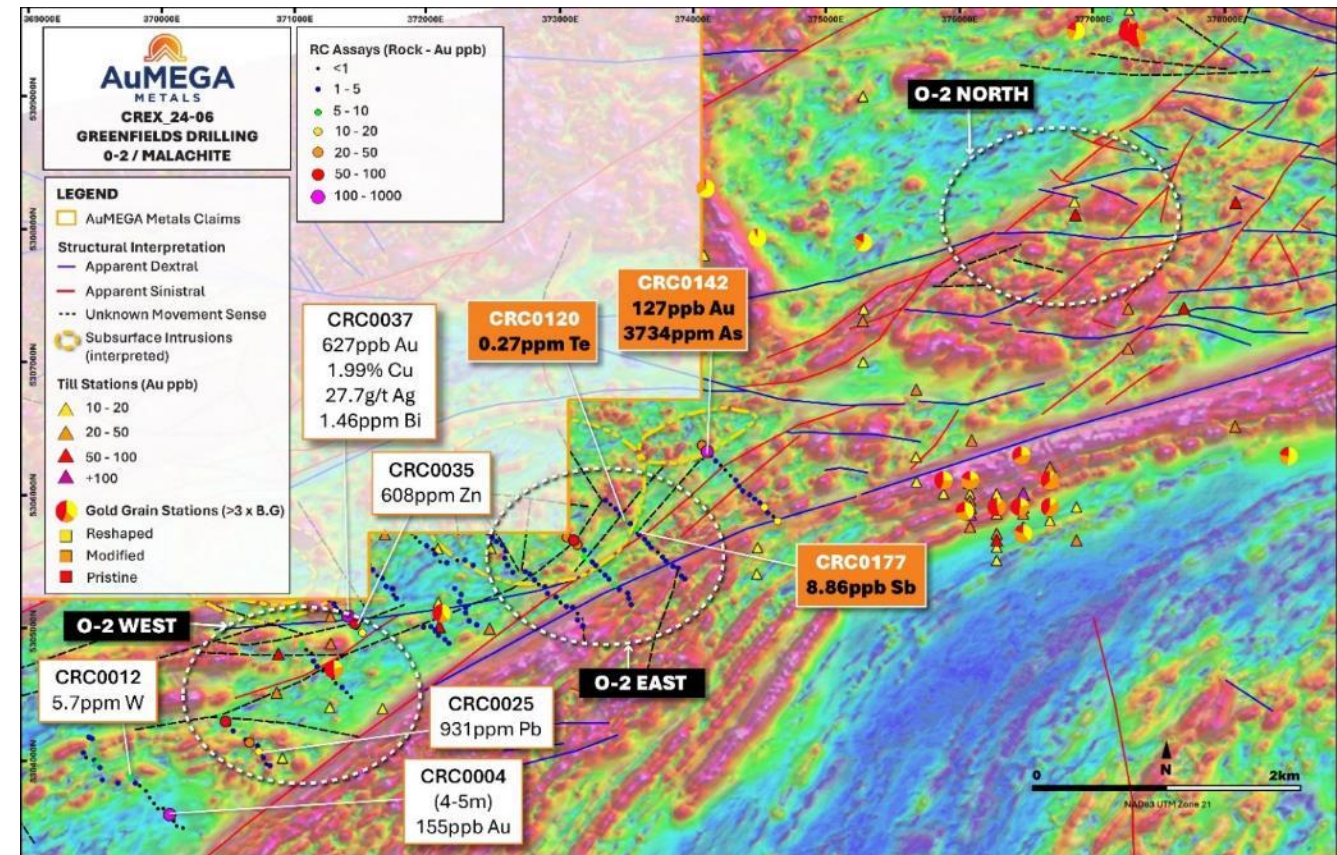 369000E 370000E 371000E 372000E 373000E 374000E 375000E 376000E 377000E 378000E
AuMEGA
METALS
CREX_24-06
GREENFIELDS DRILLING
O-2 / MALACHITE
RC Assays (Rock - Au ppb)
<1
1 - 5
5 - 10
10 - 20
20 - 50
50 - 100
100 - 1000
LEGEND
AuMEGA Metals Claims
Structural Interpretation
Apparent Dextral
Apparent Sinistral
Unknown Movement Sense
Subsurface Intrusions
(interpreted)
Till Stations (Au ppb)
10 - 20
20 - 50
50 - 100
+100
Gold Grain Stations (>3 x B.G)
Reshaped
Modified
Pristine
5309000N
5308000N
5307000N
5306000N
5305000N
5304000N
O-2 NORTH
CRC0142
127ppb Au
3734ppm As
CRC0120
0.27ppm Te
CRC0037
627ppb Au
1.99% Cu
27.7g/t Ag
1.46ppm Bi
CRC0035
608ppm Zn
CRC0177
8.86ppb Sb
O-2 WEST
O-2 EAST
CRC0012
5.7ppm W
CRC0025
931ppm Pb
CRC0004
(4-5m)
155ppb Au
N
0 2km
NAD83 UTM Zone 21